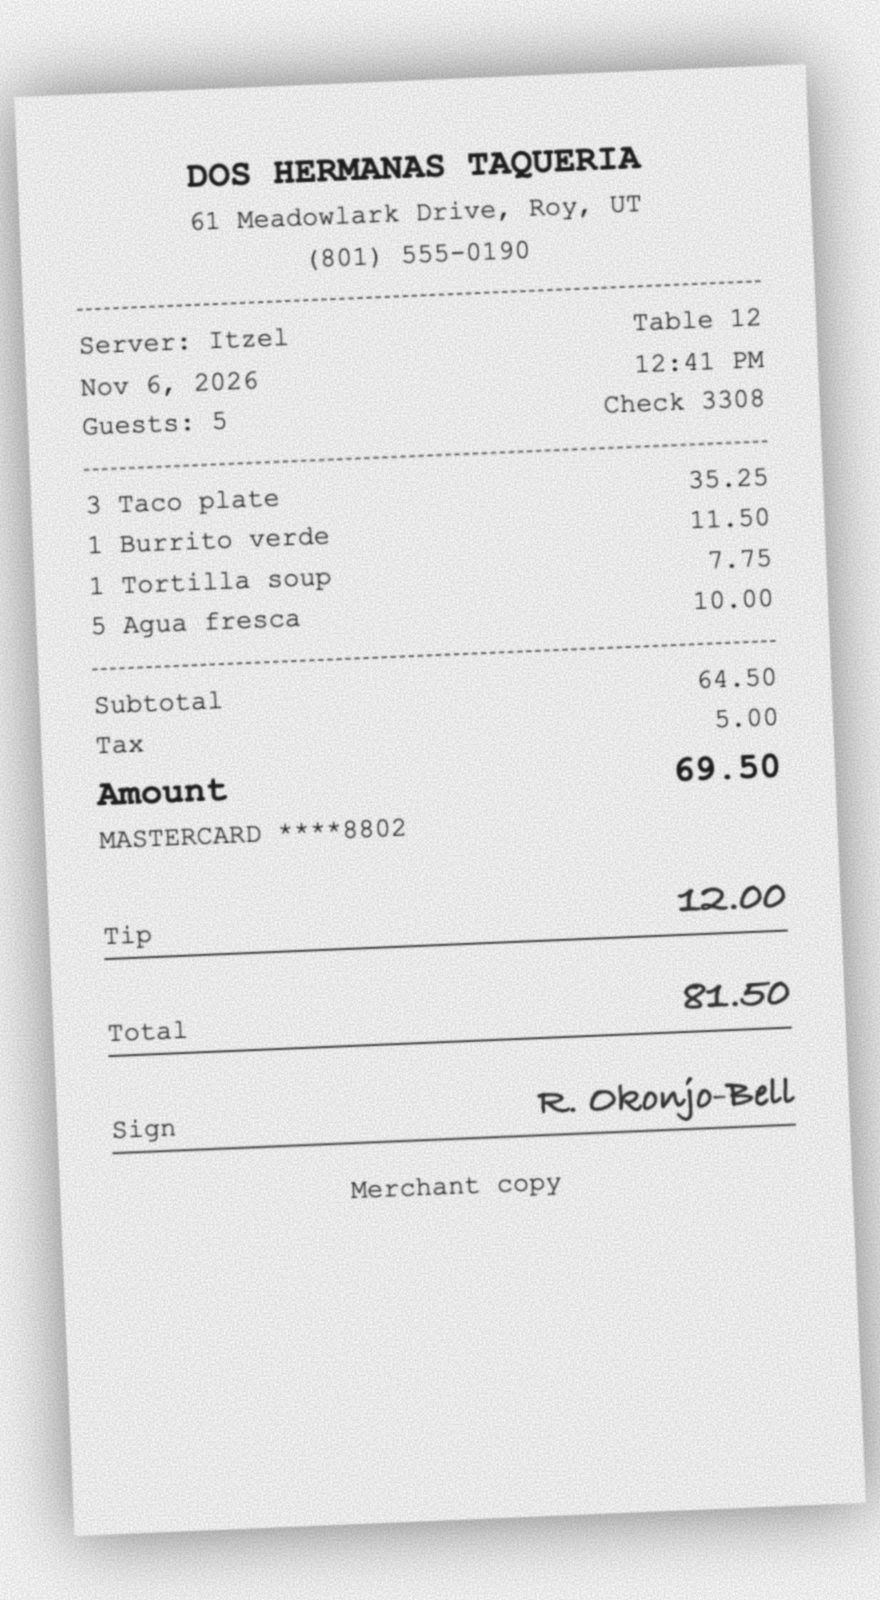 DOS HERMANAS TAQUERIA
61 Meadowlark Drive, Roy, UT
(801) 555-0190
Server: Itzel Table 12
Nov 6, 2026 12:41 PM
Guests: 5 Check 3308
3 Taco plate 35.25
1 Burrito verde 11.50
1 Tortilla soup 7.75
5 Agua fresca 10.00
Subtotal 64.50
Tax 5.00
Amount 69.50
MASTERCARD ****8802
Tip 12.00
Total 81.50
Sign R. Okonjo-Bell
Merchant copy